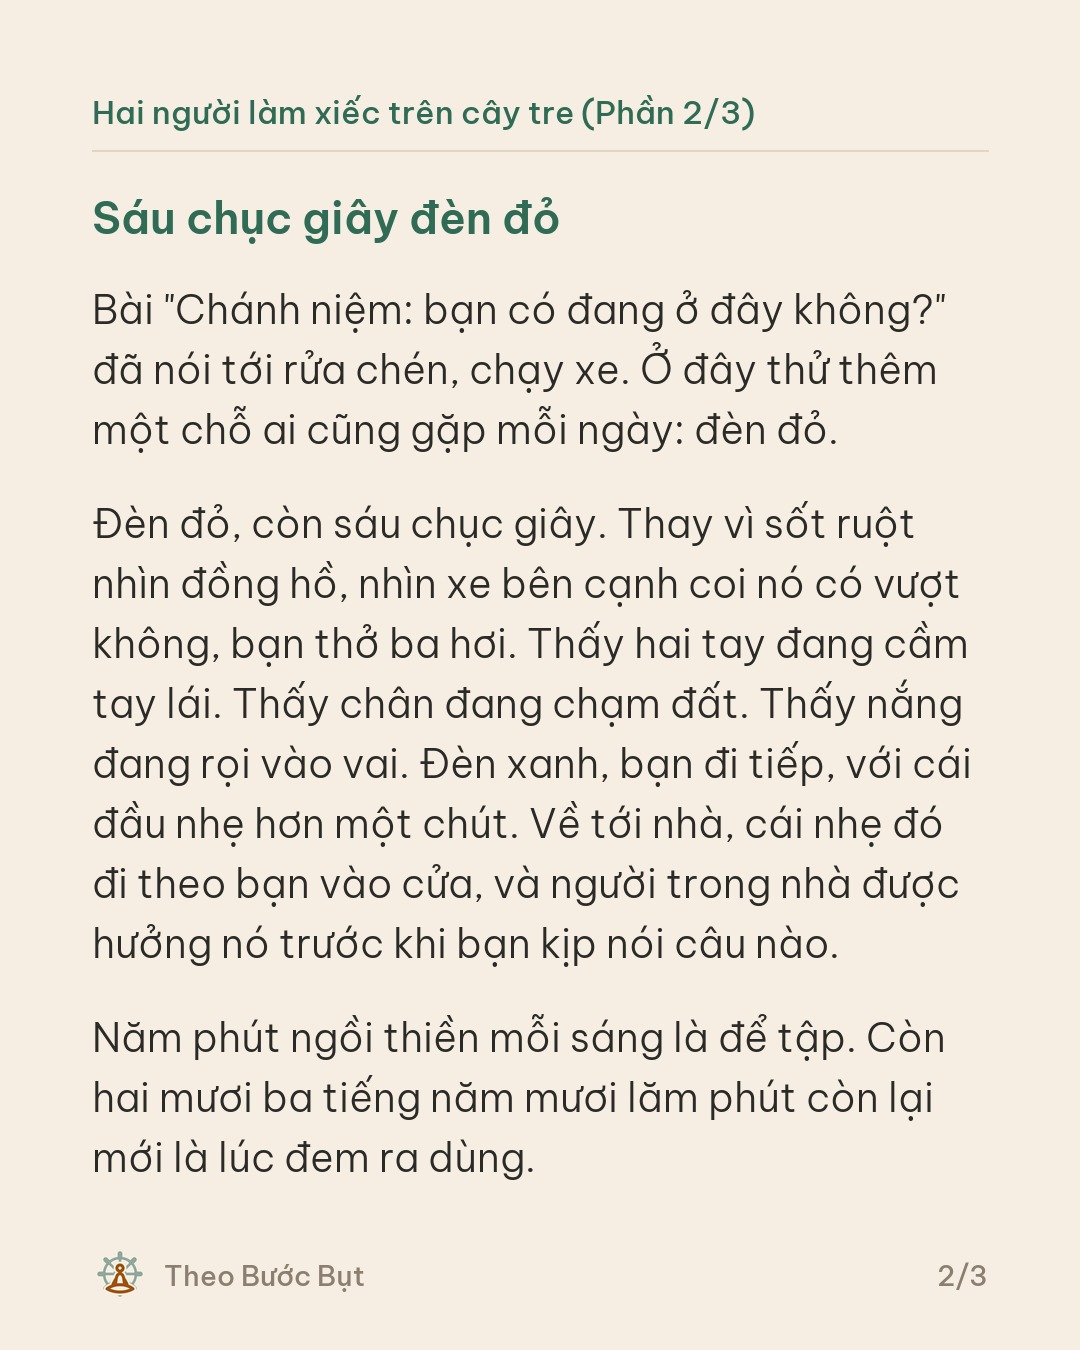 Hai người làm xiếc trên cây tre (Phần 2/3)
Sáu chục giây đèn đỏ
Bài "Chánh niệm: bạn có đang ở đây không?"
đã nói tới rửa chén, chạy xe. Ở đây thử thêm
một chỗ ai cũng gặp mỗi ngày: đèn đỏ.
Đèn đỏ, còn sáu chục giây. Thay vì sốt ruột
nhìn đồng hồ, nhìn xe bên cạnh coi nó có vượt
không, bạn thở ba hơi. Thấy hai tay đang cầm
tay lái. Thấy chân đang chạm đất. Thấy nắng
đang rọi vào vai. Đèn xanh, bạn đi tiếp, với cái
đầu nhẹ hơn một chút. Về tới nhà, cái nhẹ đó
đi theo bạn vào cửa, và người trong nhà được
hưởng nó trước khi bạn kịp nói câu nào.
Năm phút ngồi thiền mỗi sáng là để tập. Còn
hai mươi ba tiếng năm mươi lăm phút còn lại
mới là lúc đem ra dùng.
Theo Bước Bụt
2/3